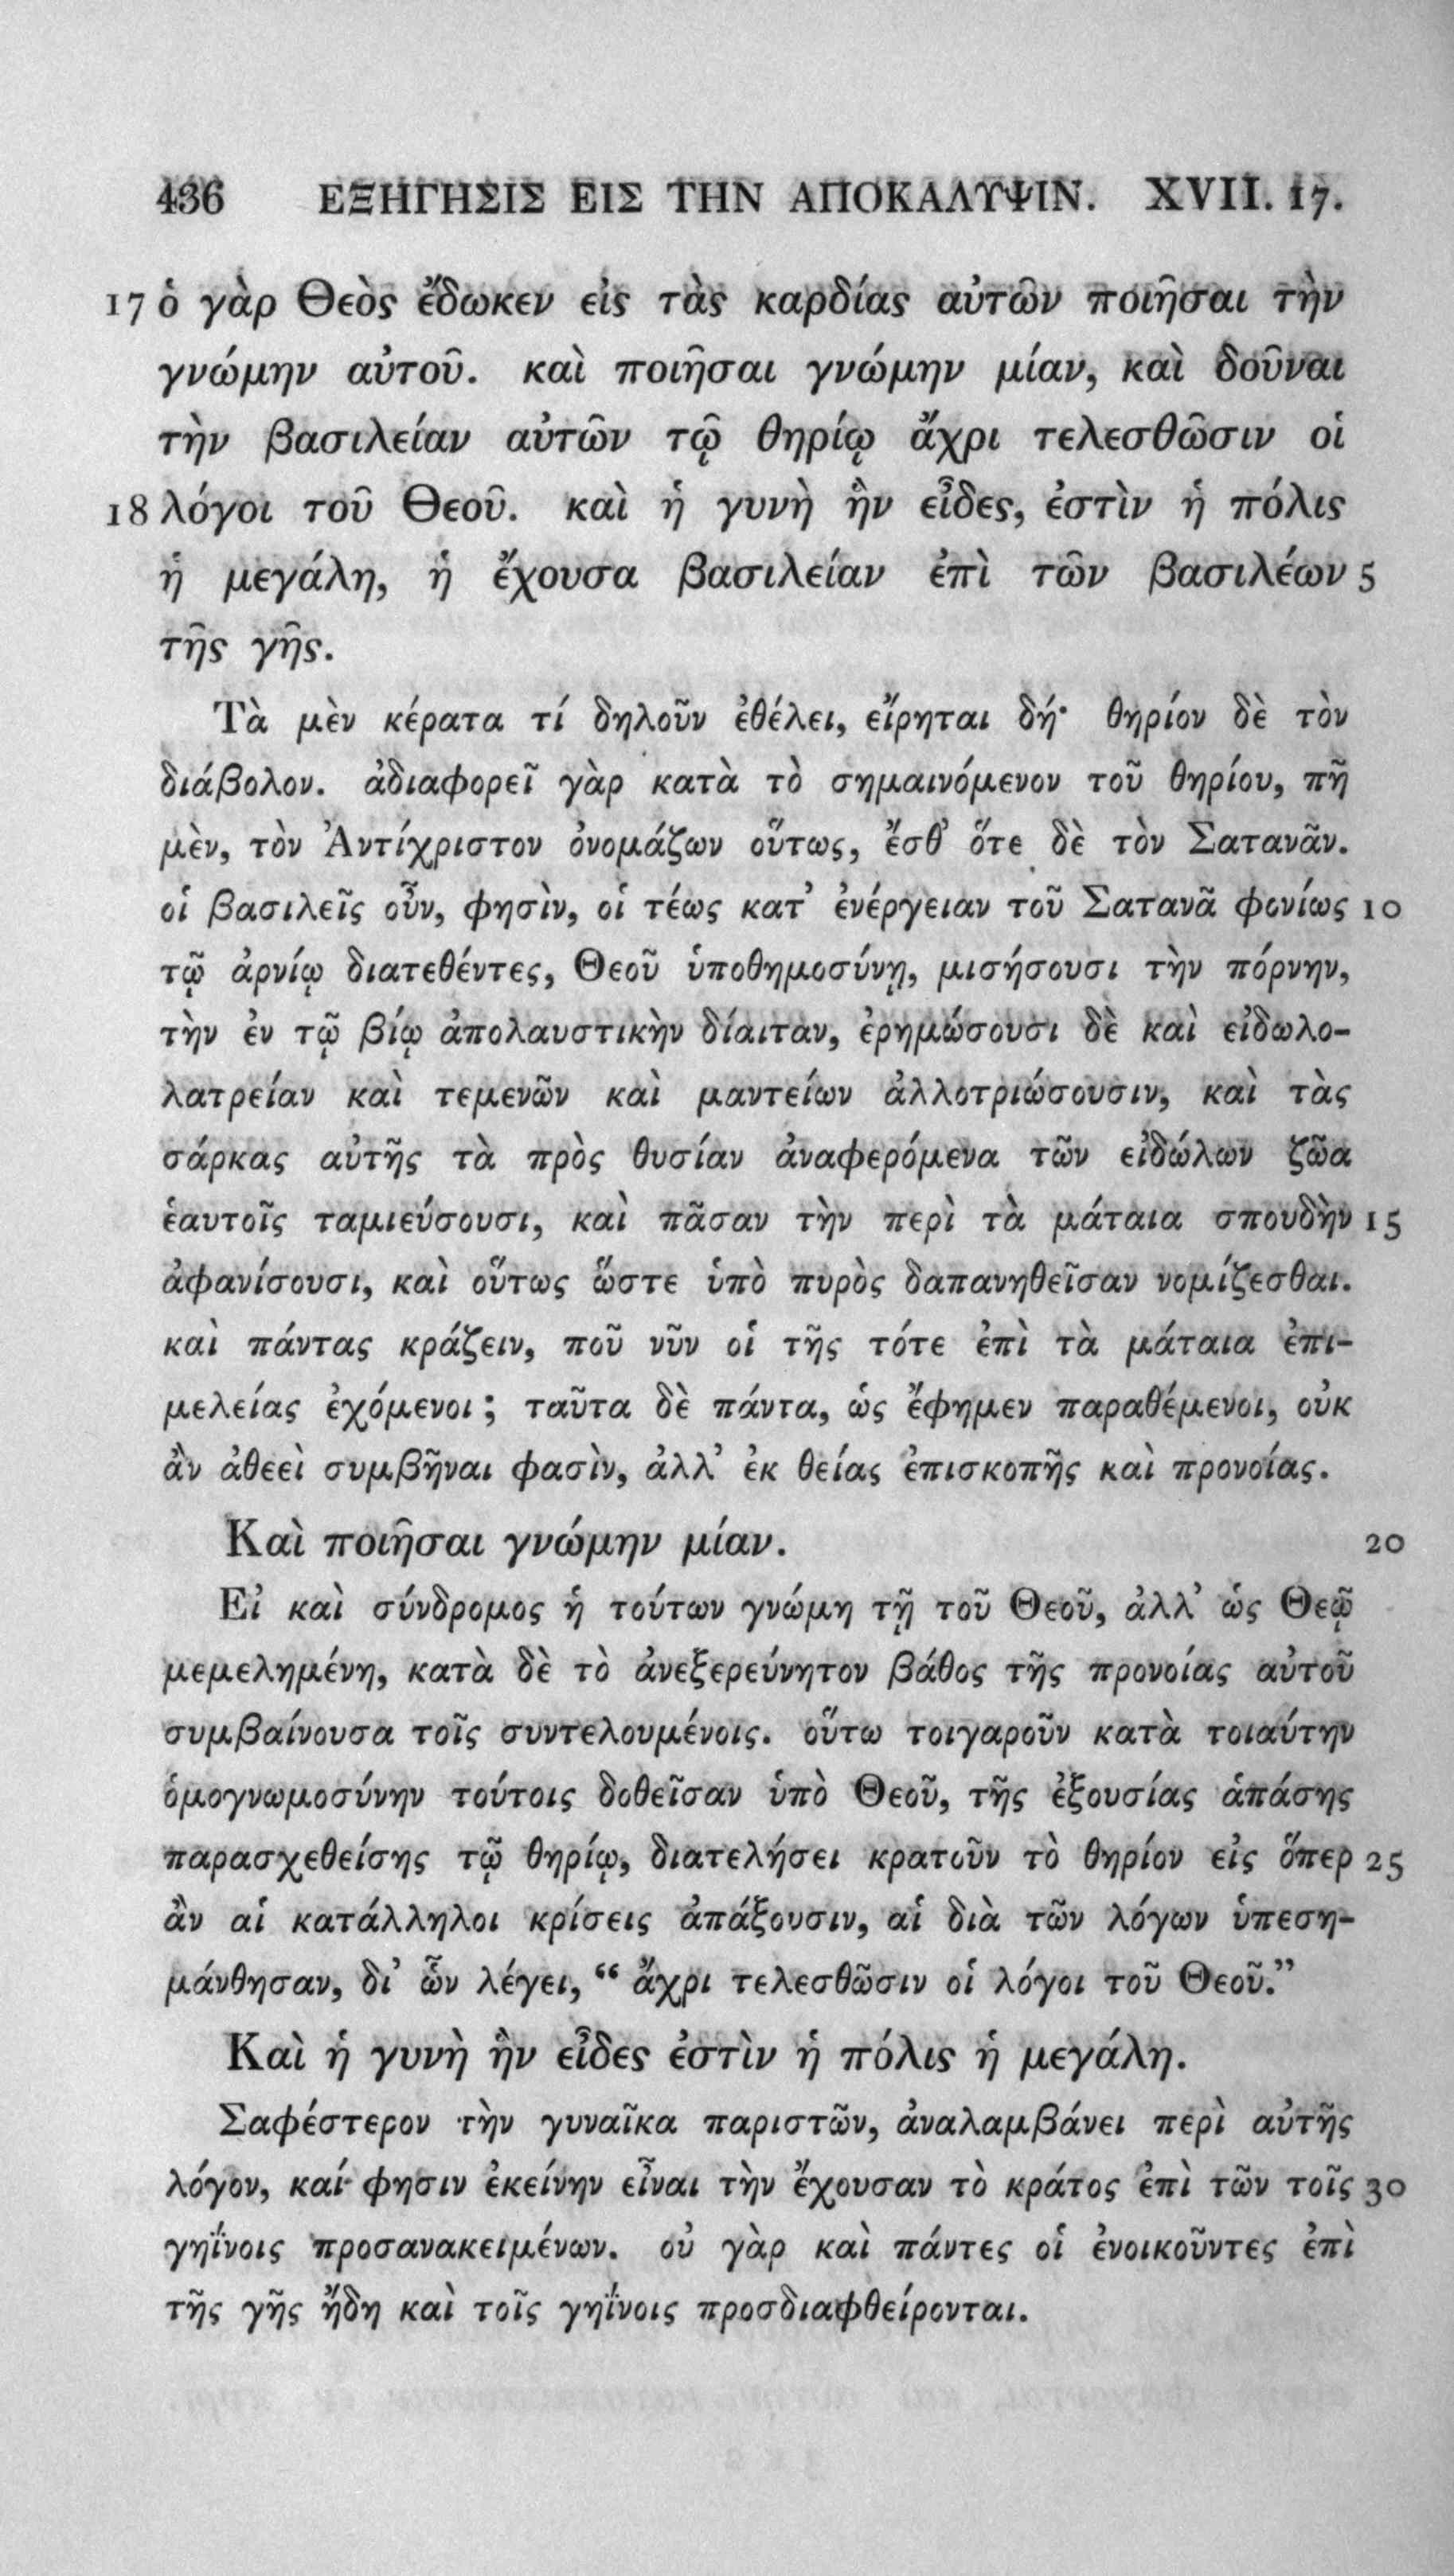 436 ΕΞΗΓΗΣΙΣ ΕΙΣ ΤΗΝ ΑΠΟΚΑΛΥΨΙΝ. XVII. 17.
17 ὁ γὰρ Θεὸς ἔδωκεν εἰς τὰς καρδίας αὐτῶν ποιῆσαι τὴν
γνώμην αὐτοῦ. καὶ ποιῆσαι γνώμην μίαν, καὶ δοῦναι
τὴν βασιλείαν αὐτῶν τῷ θηρίῳ ἄχρι τελεσθῶσιν οἱ
18 λόγοι τοῦ Θεοῦ. καὶ ἡ γυνὴ ἣν εἶδες, ἐστὶν ἡ πόλις
ἡ μεγάλη, ἡ ἔχουσα βασιλείαν ἐπὶ τῶν βασιλέων 5
τῆς γῆς.
Τὰ μὲν κέρατα τί δηλοῦν ἐθέλει, εἴρηται δή· θηρίον δὲ τὸν
διάβολον. ἀδιαφορεῖ γὰρ κατὰ τὸ σημαινόμενον τοῦ θηρίου, πῆ
μὲν, τὸν Ἀντίχριστον ὀνομάζων οὕτως, ἔσθ’ ὅτε δὲ τὸν Σατανᾶν.
οἱ βασιλεῖς οὖν, φησὶν, οἱ τέως κατ’ ἐνέργειαν τοῦ Σατανᾶ φονίως 10
τῷ ἀρνίῳ διατεθέντες, Θεοῦ ὑποθημοσύνῃ, μισήσουσι τὴν πόρνην,
τὴν ἐν τῷ βίῳ ἀπολαυστικὴν δίαιταν, ἐρημώσουσι δὲ καὶ εἰδωλο-
λατρείαν καὶ τεμενῶν καὶ μαντείων ἀλλοτριώσουσιν, καὶ τὰς
σάρκας αὐτῆς τὰ πρὸς θυσίαν ἀναφερόμενα τῶν εἰδώλων ζῶα
ἑαυτοῖς ταμιεύσουσι, καὶ πᾶσαν τὴν περὶ τὰ μάταια σπουδὴν 15
ἀφανίσουσι, καὶ οὕτως ὥστε ὑπὸ πυρὸς δαπανηθεῖσαν νομίζεσθαι.
καὶ πάντας κράζειν, ποῦ νῦν οἱ τῆς τότε ἐπὶ τὰ μάταια ἐπι-
μελείας ἐχόμενοι; ταῦτα δὲ πάντα, ὡς ἔφημεν παραθέμενοι, οὐκ
ἂν ἀθεεὶ συμβῆναι φασὶν, ἀλλ’ ἐκ θείας ἐπισκοπῆς καὶ προνοίας.
Καὶ ποιῆσαι γνώμην μίαν. 20
Εἰ καὶ σύνδρομος ἡ τούτων γνώμη τῇ τοῦ Θεοῦ, ἀλλ’ ὡς Θεῷ
μεμελημένη, κατὰ δὲ τὸ ἀνεξερεύνητον βάθος τῆς προνοίας αὐτοῦ
συμβαίνουσα τοῖς συντελουμένοις. οὕτω τοιγαροῦν κατὰ τοιαύτην
ὁμογνωμοσύνην τούτοις δοθεῖσαν ὑπὸ Θεοῦ, τῆς ἐξουσίας ἁπάσης
παρασχεθείσης τῷ θηρίῳ, διατελήσει κρατοῦν τὸ θηρίον εἰς ὅπερ 25
ἂν αἱ κατάλληλοι κρίσεις ἀπάξουσιν, αἱ διὰ τῶν λόγων ὑπεση-
μάνθησαν, δι’ ὧν λέγει, “ ἄχρι τελεσθῶσιν οἱ λόγοι τοῦ Θεοῦ.”
Καὶ ἡ γυνὴ ἣν εἶδες ἐστὶν ἡ πόλις ἡ μεγάλη.
Σαφέστερον τὴν γυναῖκα παριστῶν, ἀναλαμβάνει περὶ αὐτῆς
λόγον, καί φησιν ἐκείνην εἶναι τὴν ἔχουσαν τὸ κράτος ἐπὶ τῶν τοῖς 30
γηΐνοις προσανακειμένων. οὐ γὰρ καὶ πάντες οἱ ἐνοικοῦντες ἐπὶ
τῆς γῆς ἤδη καὶ τοῖς γηΐνοις προσδιαφθείρονται.